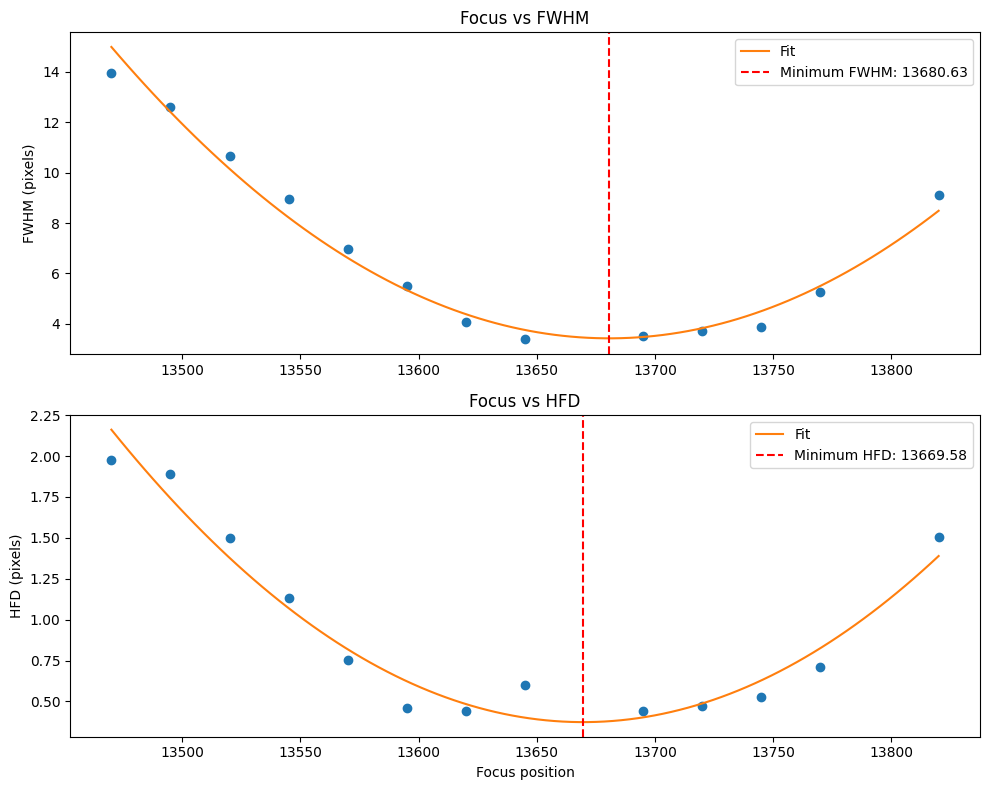 Focus vs FWHM
FWHM (pixels)
14
12
10
8
6
4
Fit
Minimum FWHM: 13680.63
13500 13550 13600 13650 13700 13750 13800
Focus vs HFD
HFD (pixels)
2.25
2.00
1.75
1.50
1.25
1.00
0.75
0.50
Fit
Minimum HFD: 13669.58
13500 13550 13600 13650 13700 13750 13800
Focus position